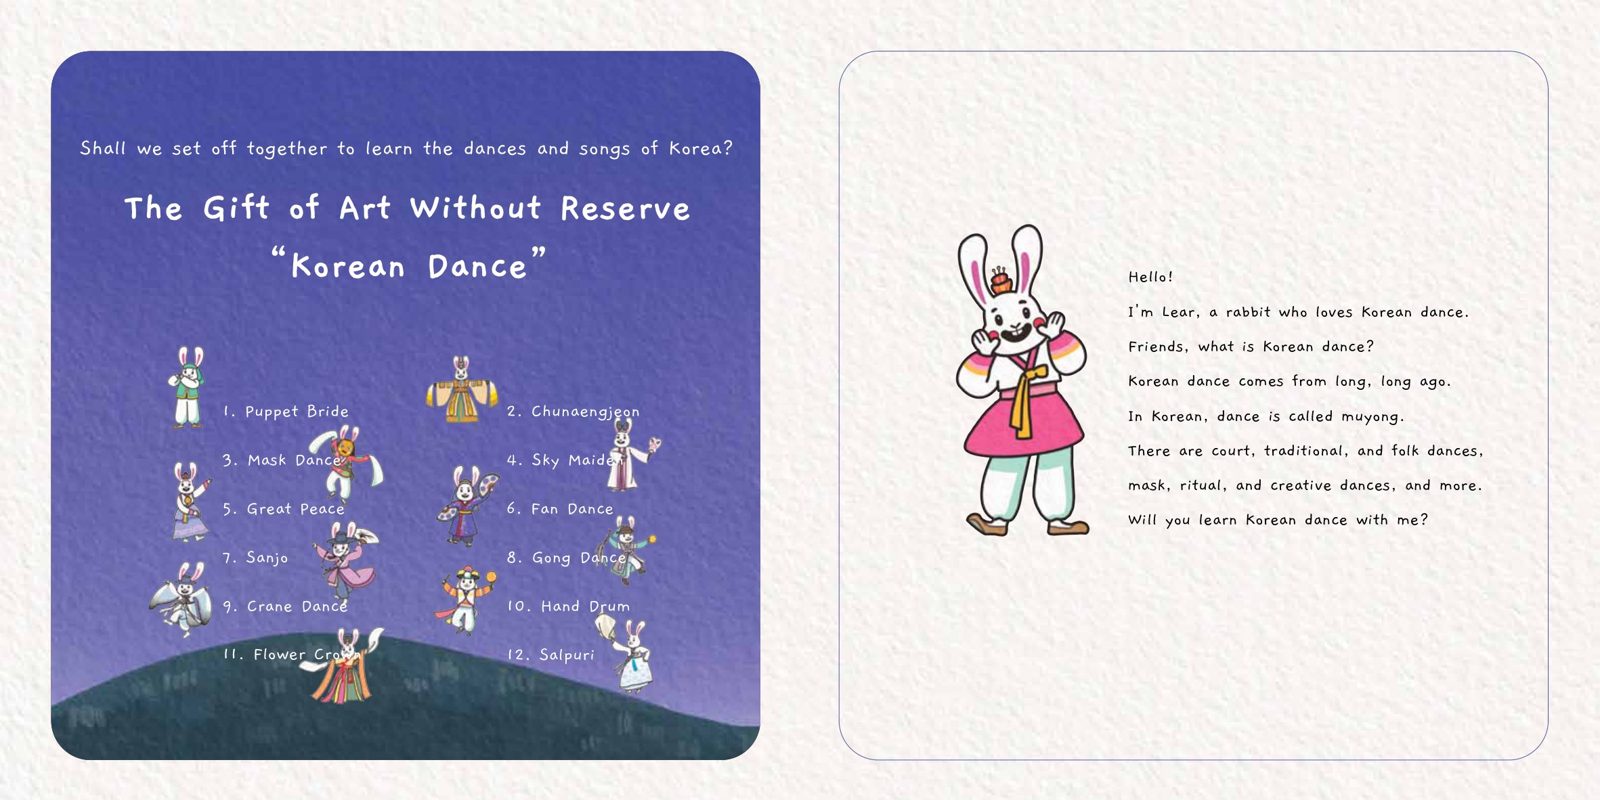 Shall we set off together to learn the dances and songs of Korea?
The Gift of Art Without Reserve
“Korean Dance”
1. Puppet Bride
2. Chunaengjeon
3. Mask Dance
4. Sky Maiden
5. Great Peace
6. Fan Dance
7. Sanjo
8. Gong Dance
9. Crane Dance
10. Hand Drum
11. Flower Crown
12. Salpuri
Hello!
I'm Lear, a rabbit who loves Korean dance.
Friends, what is Korean dance?
Korean dance comes from long, long ago.
In Korean, dance is called muyong.
There are court, traditional, and folk dances,
mask, ritual, and creative dances, and more.
Will you learn Korean dance with me?